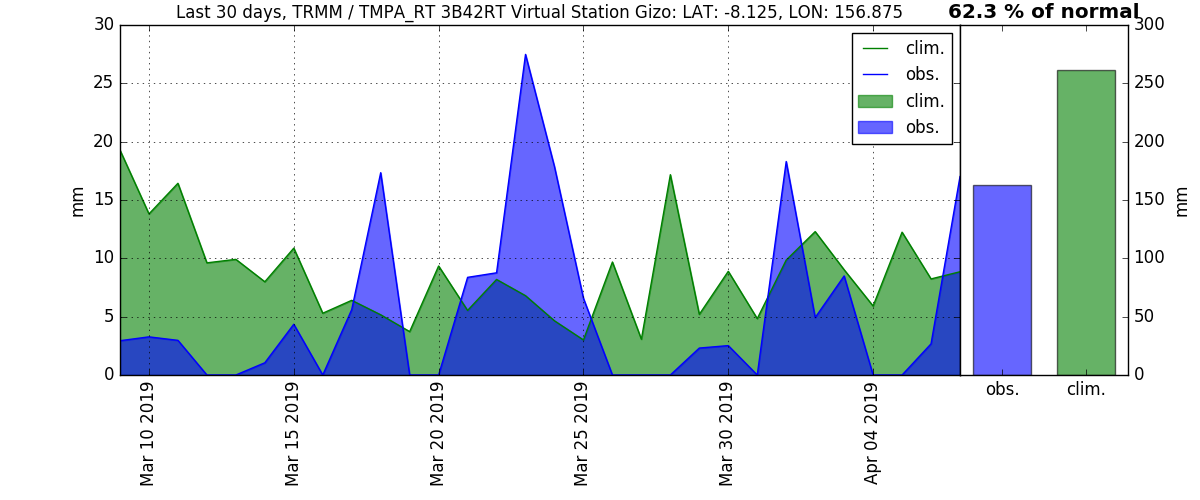 Last 30 days, TRMM / TMPA_RT 3B42RT Virtual Station Gizo: LAT: -8.125, LON: 156.875
62.3 % of normal
30
25
20
15
10
5
0
mm
clim.
obs.
clim.
obs.
Mar 10 2019
Mar 15 2019
Mar 20 2019
Mar 25 2019
Mar 30 2019
Apr 04 2019
300
250
200
150
100
50
0
mm
obs.
clim.